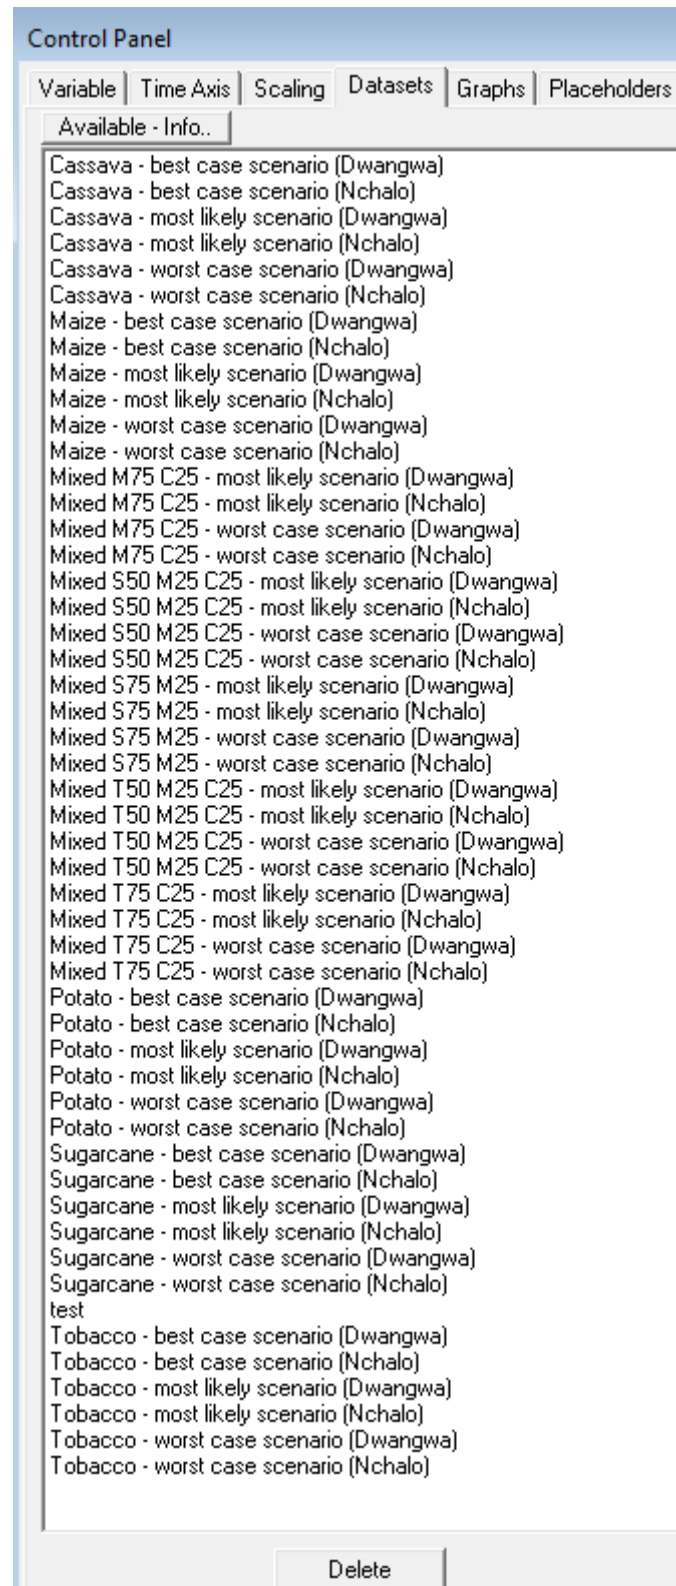 Control Panel
Variable Time Axis Scaling Datasets Graphs Placeholders
Available - Info..
Cassava - best case scenario (Dwangwa)
Cassava - best case scenario (Nchalo)
Cassava - most likely scenario (Dwangwa)
Cassava - most likely scenario (Nchalo)
Cassava - worst case scenario (Dwangwa)
Cassava - worst case scenario (Nchalo)
Maize - best case scenario (Dwangwa)
Maize - best case scenario (Nchalo)
Maize - most likely scenario (Dwangwa)
Maize - most likely scenario (Nchalo)
Maize - worst case scenario (Dwangwa)
Maize - worst case scenario (Nchalo)
Mixed M75 C25 - most likely scenario (Dwangwa)
Mixed M75 C25 - most likely scenario (Nchalo)
Mixed M75 C25 - worst case scenario (Dwangwa)
Mixed M75 C25 - worst case scenario (Nchalo)
Mixed S50 M25 C25 - most likely scenario (Dwangwa)
Mixed S50 M25 C25 - most likely scenario (Nchalo)
Mixed S50 M25 C25 - worst case scenario (Dwangwa)
Mixed S50 M25 C25 - worst case scenario (Nchalo)
Mixed S75 M25 - most likely scenario (Dwangwa)
Mixed S75 M25 - most likely scenario (Nchalo)
Mixed S75 M25 - worst case scenario (Dwangwa)
Mixed S75 M25 - worst case scenario (Nchalo)
Mixed T50 M25 C25 - most likely scenario (Dwangwa)
Mixed T50 M25 C25 - most likely scenario (Nchalo)
Mixed T50 M25 C25 - worst case scenario (Dwangwa)
Mixed T50 M25 C25 - worst case scenario (Nchalo)
Mixed T75 C25 - most likely scenario (Dwangwa)
Mixed T75 C25 - most likely scenario (Nchalo)
Mixed T75 C25 - worst case scenario (Dwangwa)
Mixed T75 C25 - worst case scenario (Nchalo)
Potato - best case scenario (Dwangwa)
Potato - best case scenario (Nchalo)
Potato - most likely scenario (Dwangwa)
Potato - most likely scenario (Nchalo)
Potato - worst case scenario (Dwangwa)
Potato - worst case scenario (Nchalo)
Sugarcane - best case scenario (Dwangwa)
Sugarcane - best case scenario (Nchalo)
Sugarcane - most likely scenario (Dwangwa)
Sugarcane - most likely scenario (Nchalo)
Sugarcane - worst case scenario (Dwangwa)
Sugarcane - worst case scenario (Nchalo)
test
Tobacco - best case scenario (Dwangwa)
Tobacco - best case scenario (Nchalo)
Tobacco - most likely scenario (Dwangwa)
Tobacco - most likely scenario (Nchalo)
Tobacco - worst case scenario (Dwangwa)
Tobacco - worst case scenario (Nchalo)
Delete